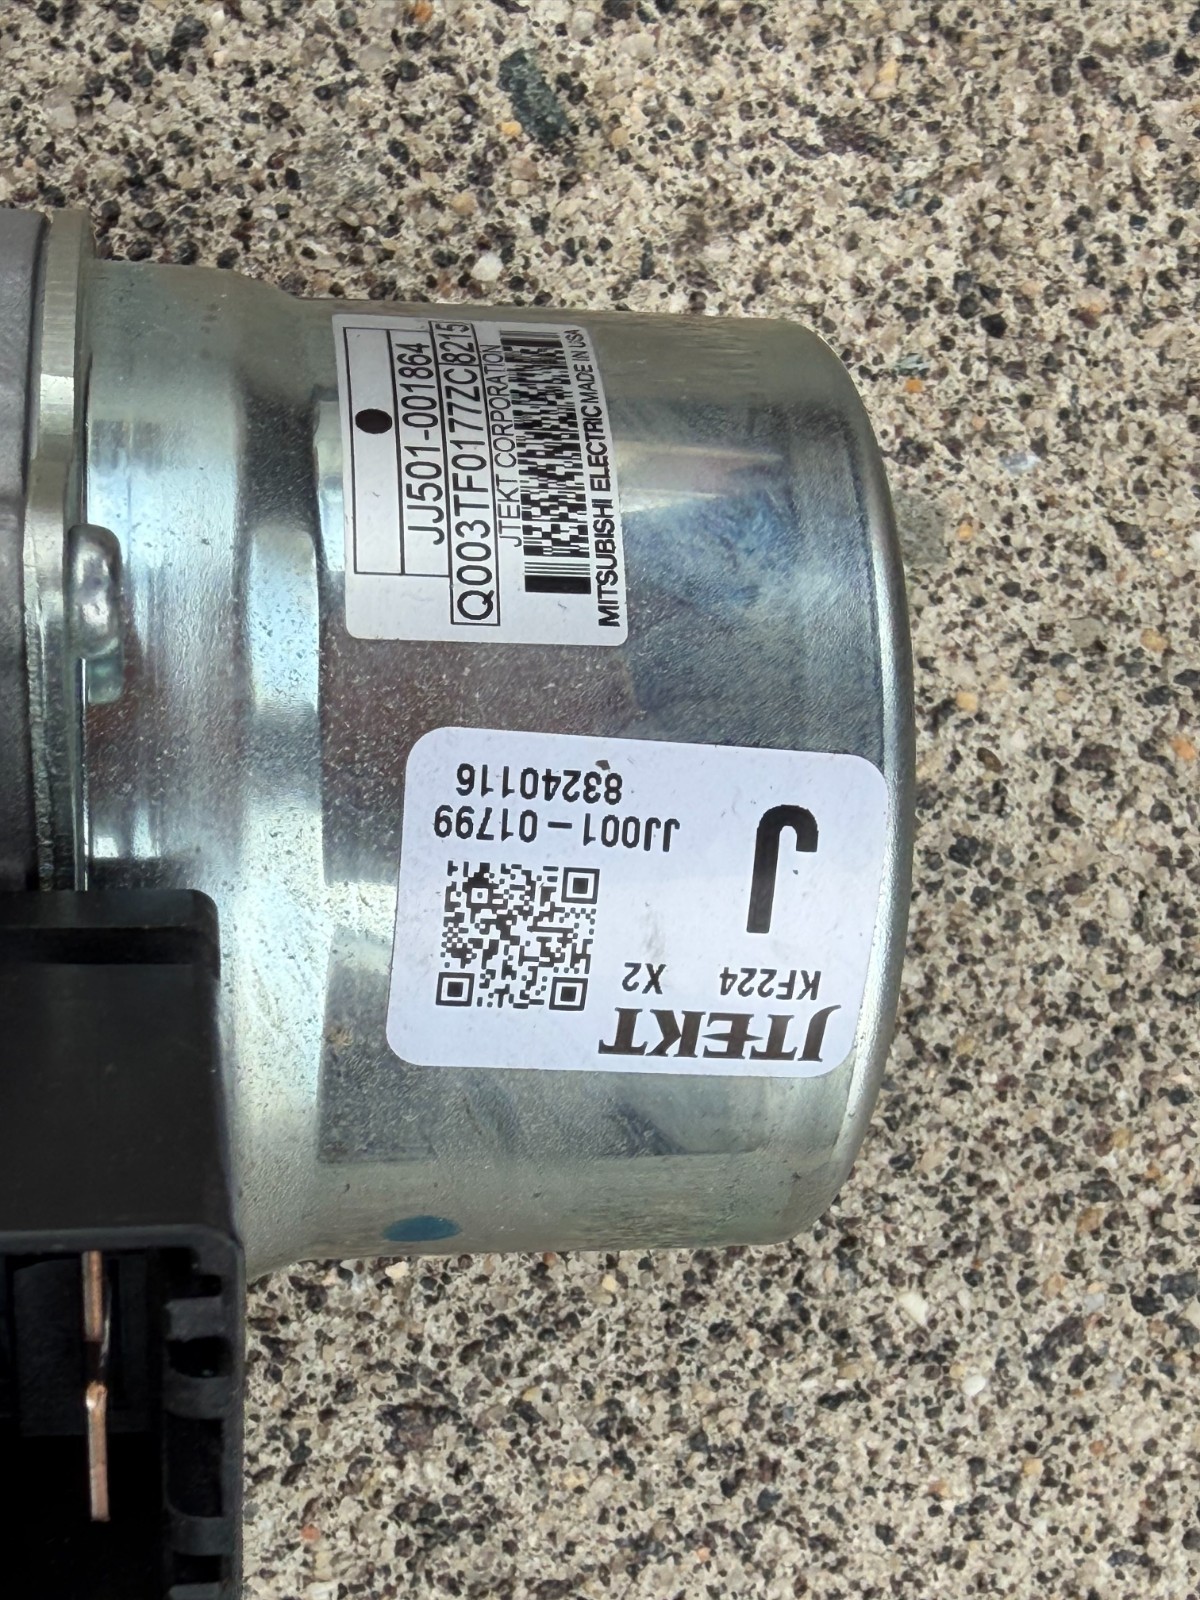 JJ501-001864
Q003TF0177ZC8215
JTEKT CORPORATION
MITSUBISHI ELECTRIC MADE IN USA
JTEKT
KF224 X2
J
JJ001-01799
83240116